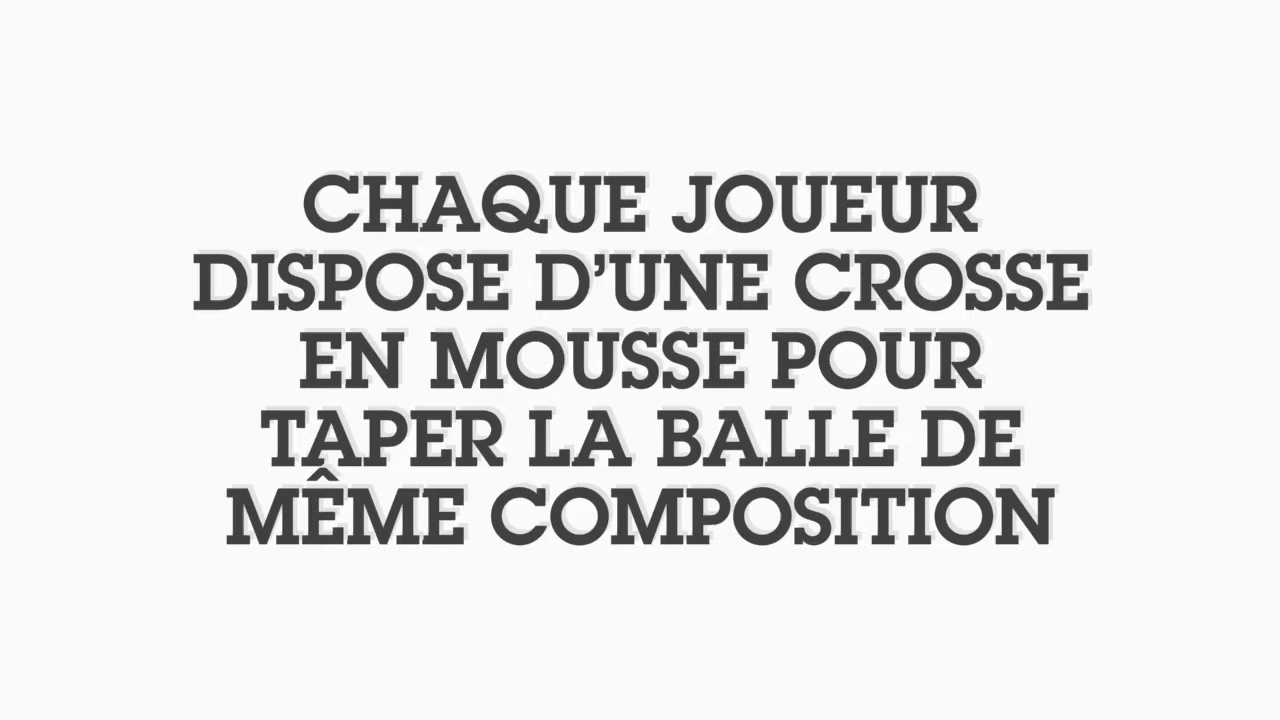 CHAQUE JOUEUR
DISPOSE D’UNE CROSSE
EN MOUSSE POUR
TAPER LA BALLE DE
MÊME COMPOSITION